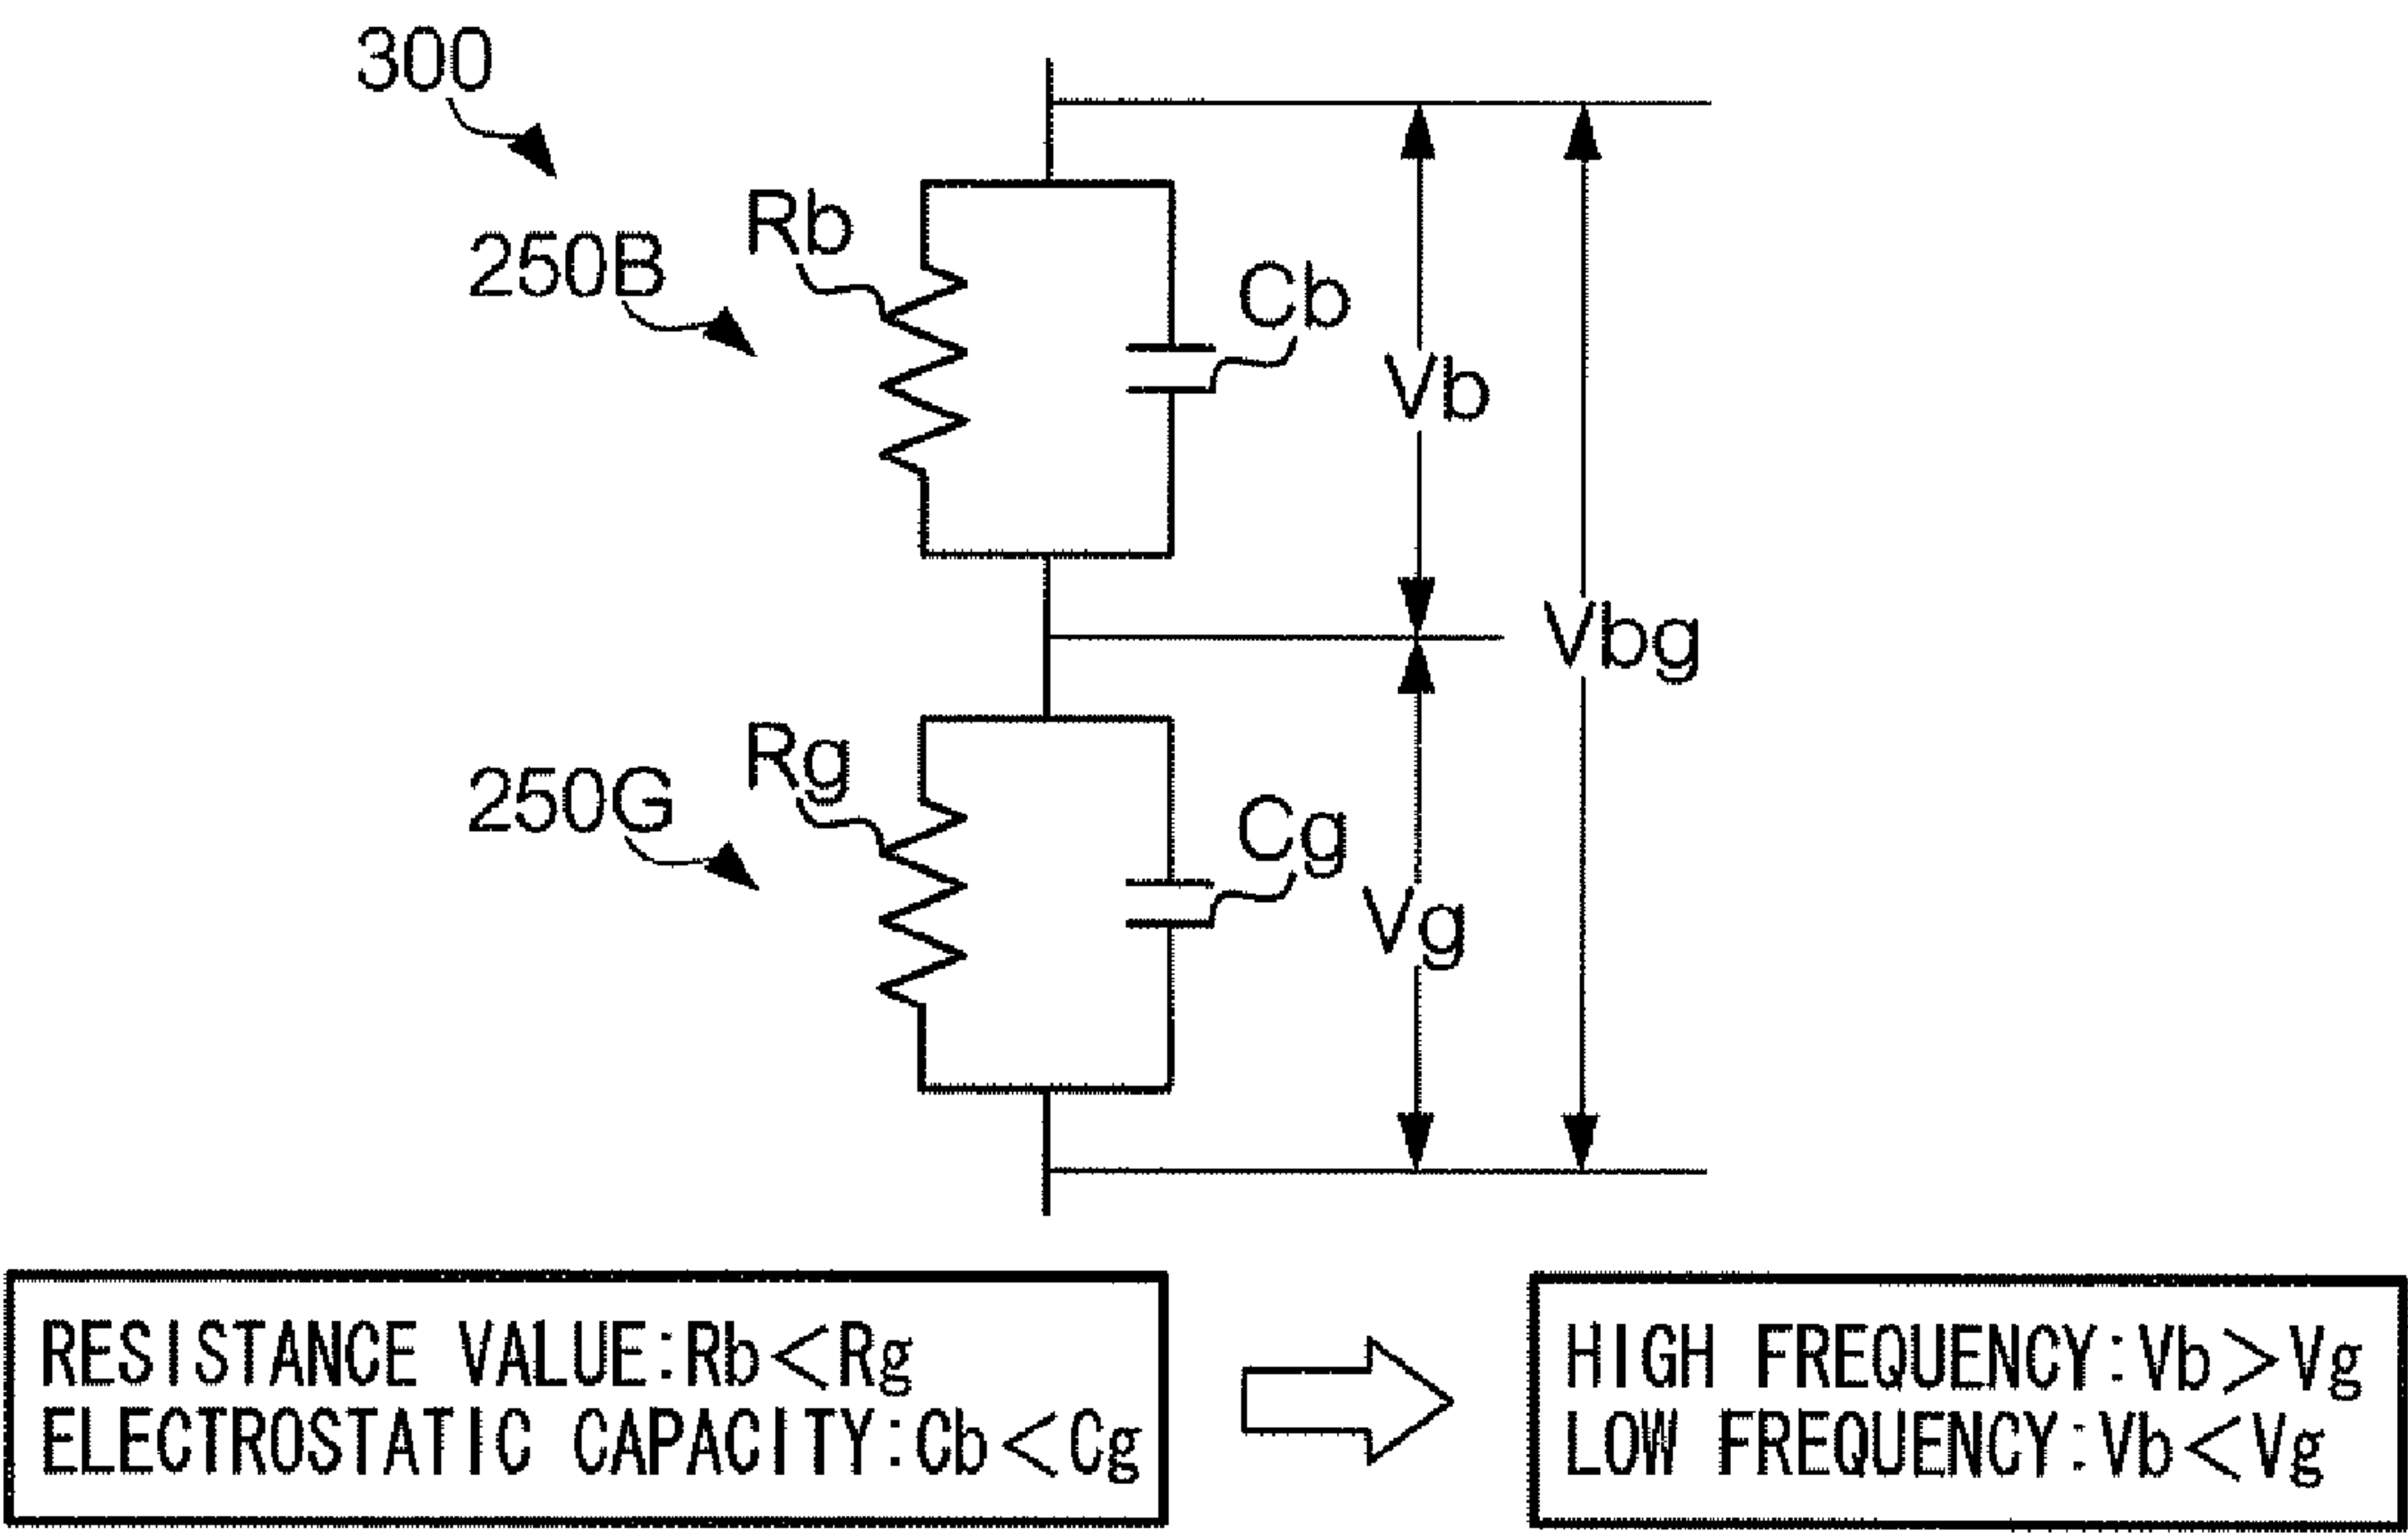 300
250B
Rb
Cb
Vb
Vbg
250G
Rg
Cg
Vg
RESISTANCE VALUE:Rb<Rg
ELECTROSTATIC CAPACITY:Cb<Cg
HIGH FREQUENCY:Vb>Vg
LOW FREQUENCY:Vb<Vg